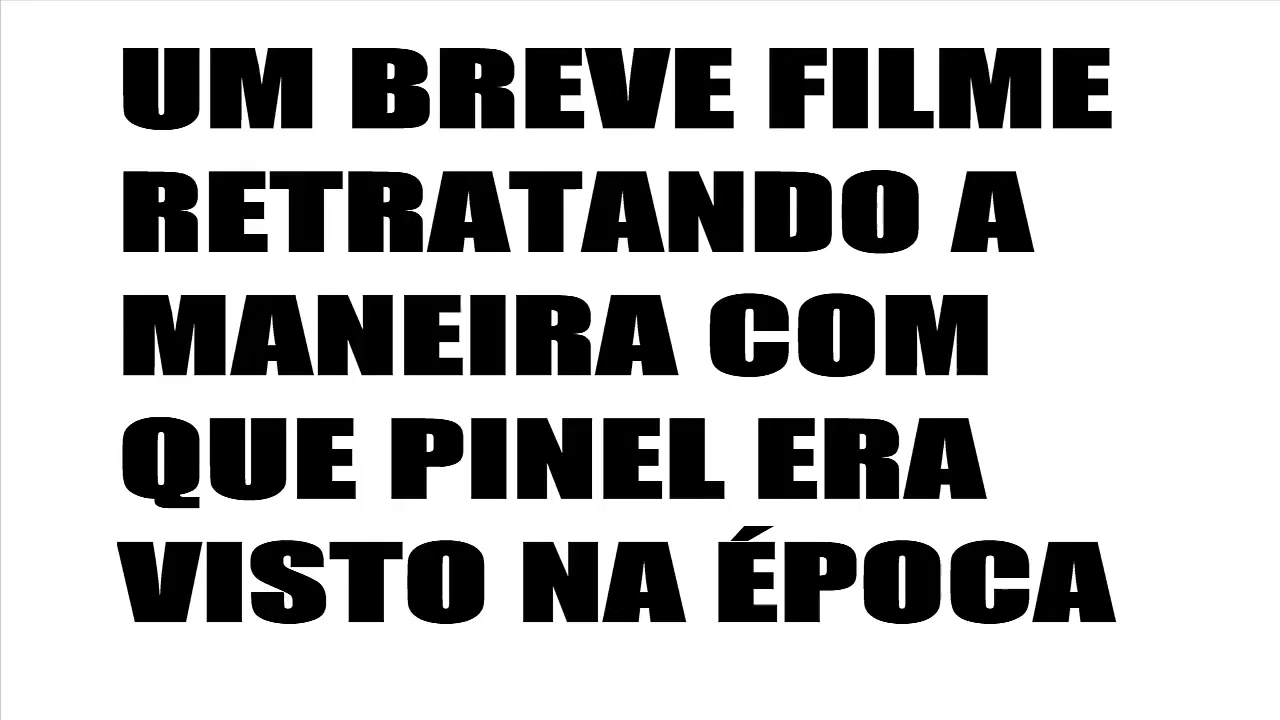 UM BREVE FILME
RETRATANDO A
MANEIRA COM
QUE PINEL ERA
VISTO NA ÉPOCA